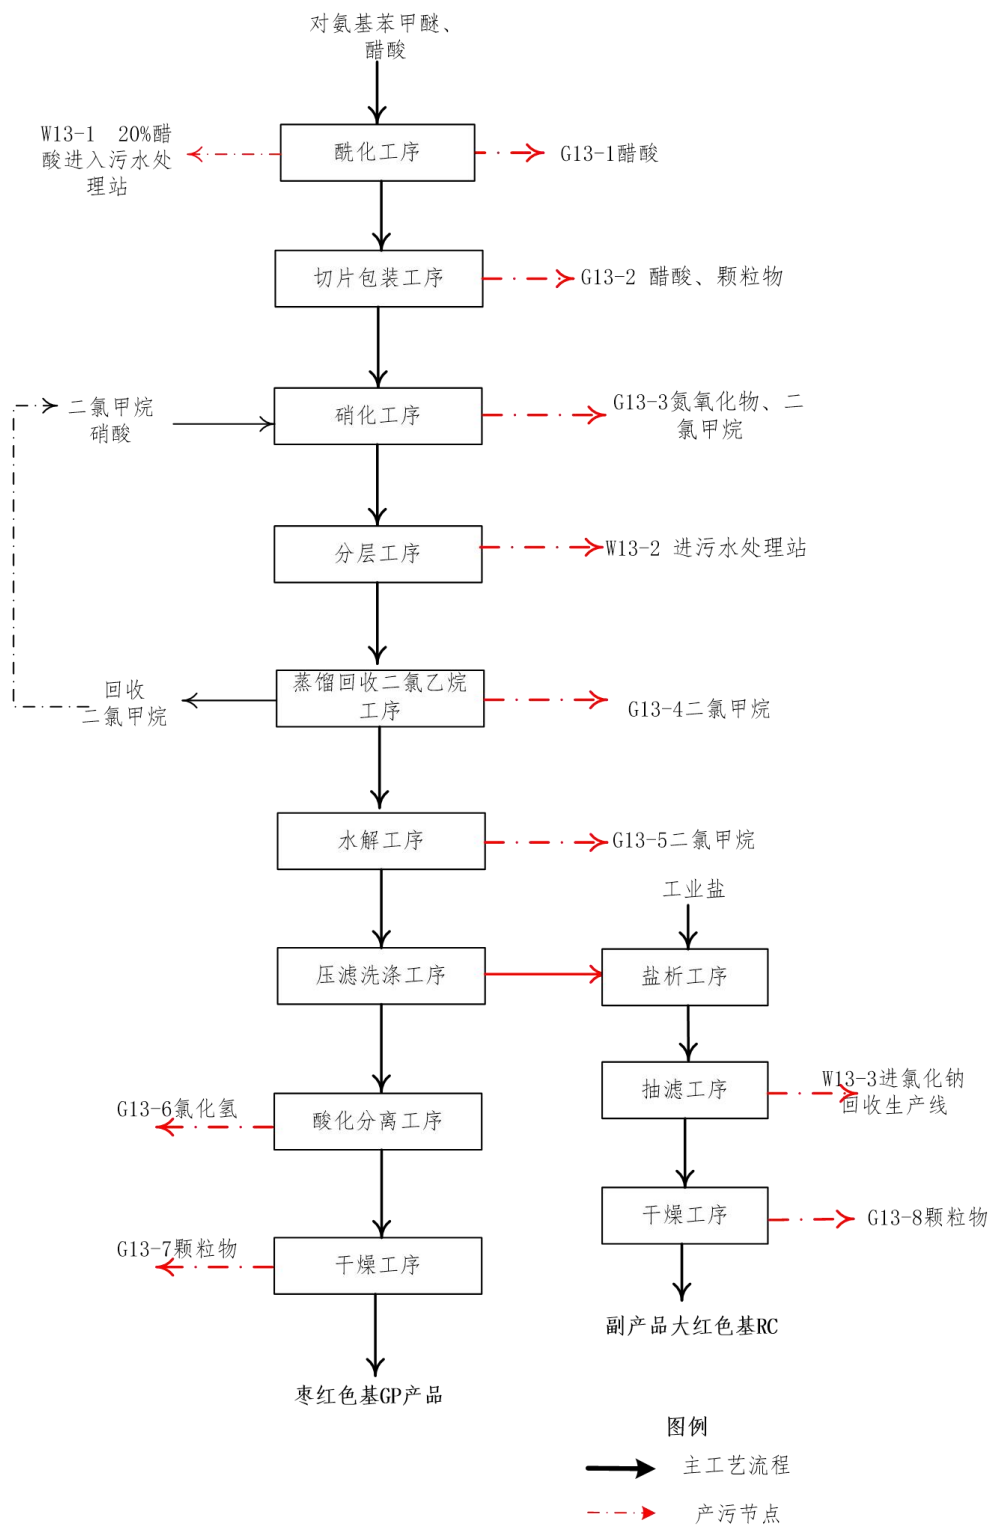 对氨基苯甲醚、
醋酸
W13-1 20%醋
酸进入污水处
理站
酰化工序
G13-1醋酸
切片包装工序
G13-2 醋酸、颗粒物
二氯甲烷
硝酸
硝化工序
G13-3氮氧化物、二
氯甲烷
分层工序
W13-2 进污水处理站
回收
二氯甲烷
蒸馏回收二氯乙烷
工序
G13-4二氯甲烷
水解工序
G13-5二氯甲烷
工业盐
压滤洗涤工序
盐析工序
抽滤工序
W13-3进氯化钠
回收生产线
G13-6氯化氢
酸化分离工序
干燥工序
G13-8颗粒物
G13-7颗粒物
干燥工序
副产品大红色基RC
枣红色基GP产品
图例
主工艺流程
产污节点